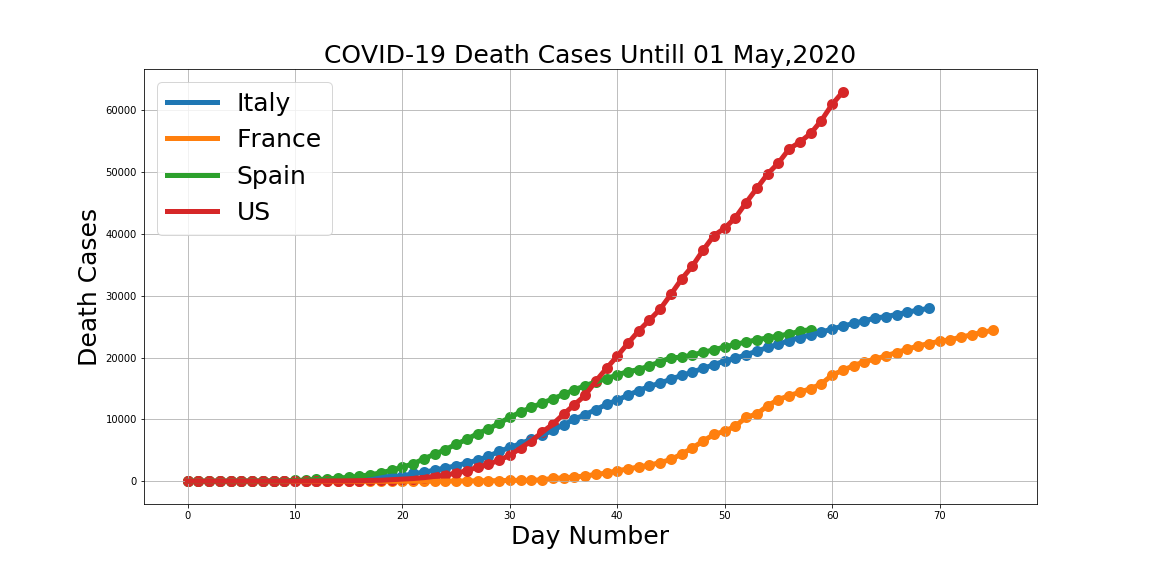 COVID-19 Death Cases Untill 01 May,2020
Italy
France
Spain
US
Death Cases
60000
50000
40000
30000
20000
10000
0
0 10 20 30 40 50 60 70
Day Number